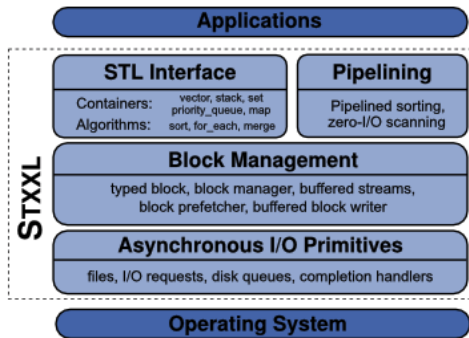 Applications
STXXL
STL Interface
Containers: vector, stack, set
priority_queue, map
Algorithms: sort, for_each, merge
Pipelining
Pipelined sorting,
zero-I/O scanning
Block Management
typed block, block manager, buffered streams,
block prefetcher, buffered block writer
Asynchronous I/O Primitives
files, I/O requests, disk queues, completion handlers
Operating System